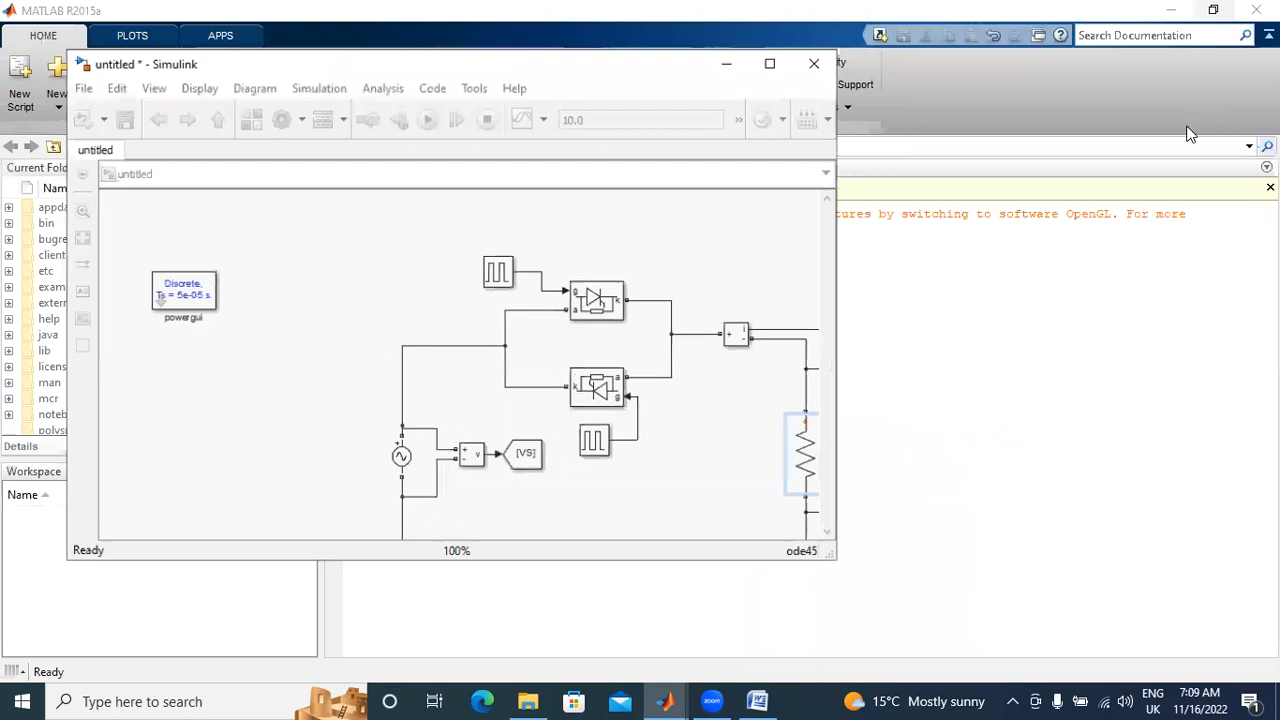 MATLAB R2015a
HOME
PLOTS
APPS
Search Documentation
untitled * - Simulink
New
Script
New
Support
File Edit View Display Diagram Simulation Analysis Code Tools Help
10.0
»
untitled
untitled
Current Fold
Name
appda
bin
bugre
client
etc
exam
extern
help
java
lib
licens
man
mcr
noteb
Details
Workspace
Name
tures by switching to software OpenGL. For more
Discrete,
Ts = 5e-05 s.
powergui
g
a
k
k
a
g
+
i
-
+
+
-
v
[VS]
Ready
100%
ode45
Ready
Type here to search
15°C Mostly sunny
ENG
UK
7:09 AM
11/16/2022
1